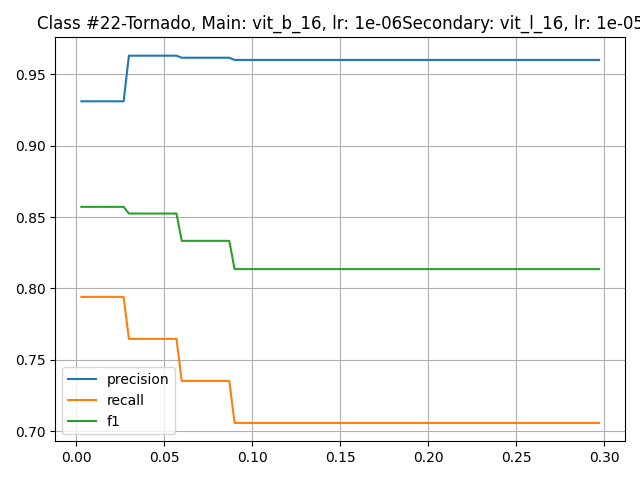 Class #22-Tornado, Main: vit_b_16, lr: 1e-06Secondary: vit_l_16, lr: 1e-05
0.95
0.90
0.85
0.80
0.75
0.70
precision
recall
f1
0.00 0.05 0.10 0.15 0.20 0.25 0.30